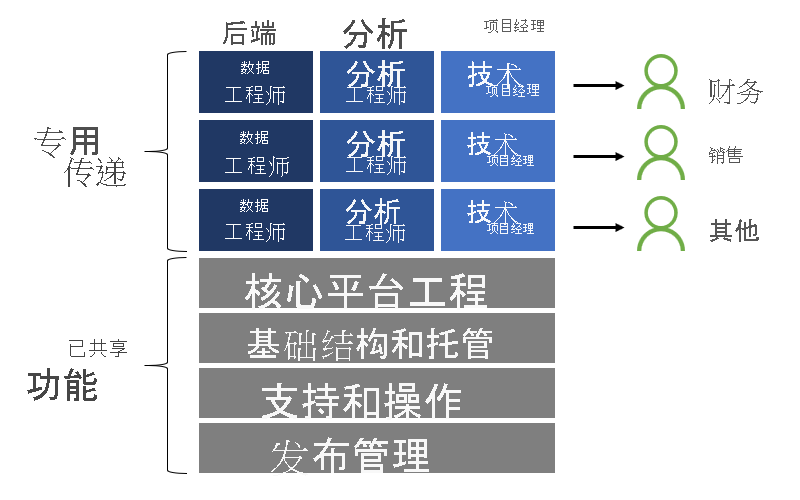 后端
分析
项目经理
数据
工程师
分析
工程师
技术
项目经理
财务
专用
传递
数据
工程师
分析
工程师
技术
项目经理
销售
数据
工程师
分析
工程师
技术
项目经理
其他
已共享
功能
核心平台工程
基础结构和托管
支持和操作
发布管理